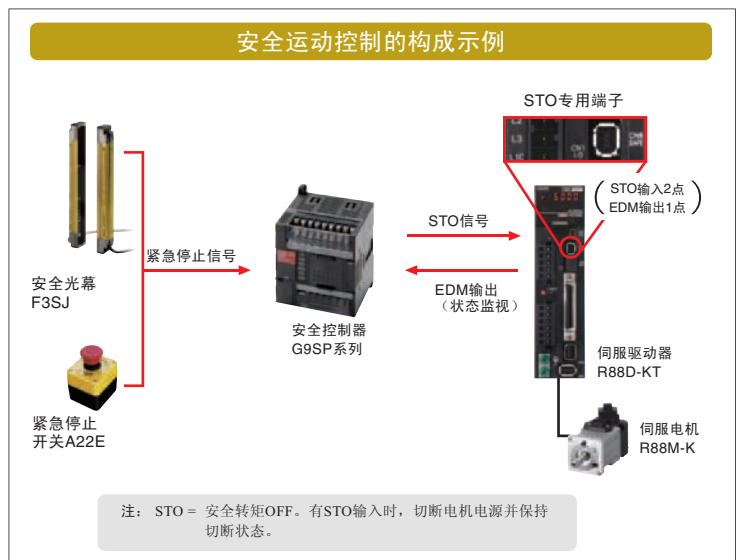 安全运动控制的构成示例
STO专用端子
L2
L3
L1C
CN1
I/O
CN8
SAFE
STO输入2点
EDM输出1点
STO信号
紧急停止信号
EDM输出
（状态监视）
安全光幕
F3SJ
安全控制器
G9SP系列
伺服驱动器
R88D-KT
紧急停止
开关A22E
伺服电机
R88M-K
注： STO = 安全转矩OFF。有STO输入时，切断电机电源并保持
切断状态。